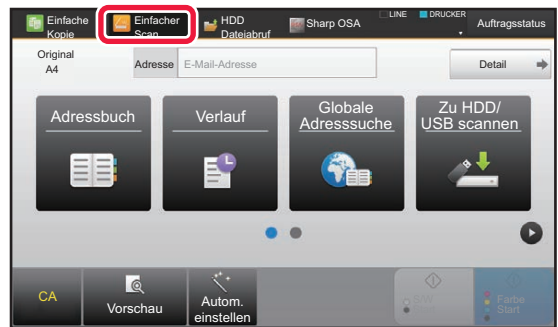 Einfache
Kopie
Einfacher
Scan
HDD
Dateiabruf
Sharp OSA
LINE
DRUCKER
Auftragsstatus
Original
A4
Adresse
E-Mail-Adresse
Detail
Adressbuch
Verlauf
Globale
Adresssuche
Zu HDD/
USB scannen
CA
Vorschau
Autom.
einstellen
S/W
Start
Farbe
Start